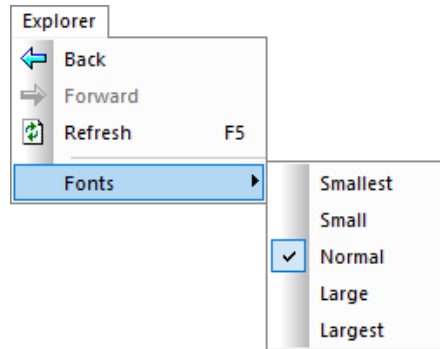 Explorer
Back
Forward
Refresh F5
Fonts
Smallest
Small
Normal
Large
Largest